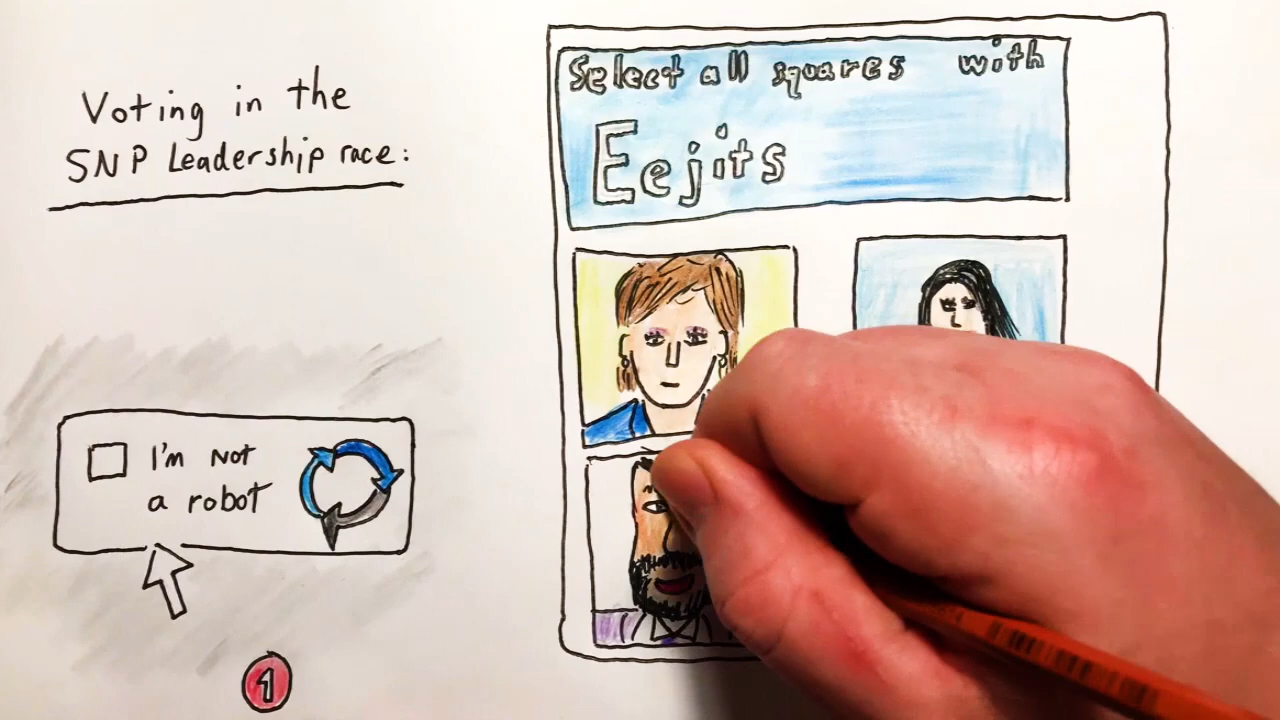 Voting in the
SNP Leadership race:
Select all squares with
Eejits
I'm Not
a robot
1